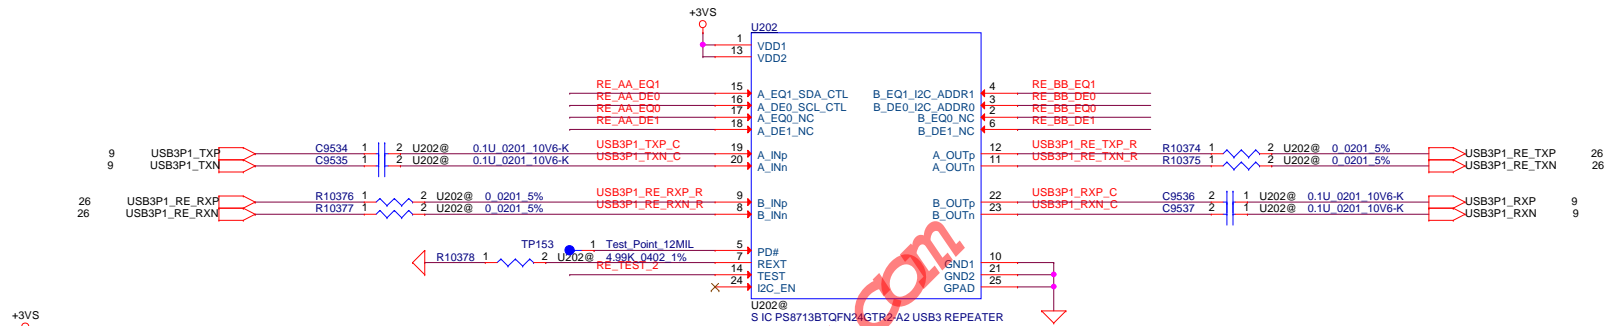 +3VS
U202
1 VDD1
13 VDD2
RE_AA_EQ1 15 A_EQ1_SDA_CTL B_EQ1_I2C_ADDR1 4 RE_BB_EQ1
RE_AA_DE0 16 A_DE0_SCL_CTL B_DE0_I2C_ADDR0 3 RE_BB_DE0
RE_AA_EQ0 17 A_EQ0_NC B_EQ0_NC 2 RE_BB_EQ0
RE_AA_DE1 18 A_DE1_NC B_DE1_NC 6 RE_BB_DE1
9 USB3P1_TXP C9534 1 2 U202@ 0.1U_0201_10V6-K USB3P1_TXP_C 19 A_INp A_OUTp 12 USB3P1_RE_TXP_R R10374 1 2 U202@ 0_0201_5% USB3P1_RE_TXP 26
9 USB3P1_TXN C9535 1 2 U202@ 0.1U_0201_10V6-K USB3P1_TXN_C 20 A_INn A_OUTn 11 USB3P1_RE_TXN_R R10375 1 2 U202@ 0_0201_5% USB3P1_RE_TXN 26
26 USB3P1_RE_RXP R10376 1 2 U202@ 0_0201_5% USB3P1_RE_RXP_R 9 B_INp B_OUTp 22 USB3P1_RXP_C C9536 2 1 U202@ 0.1U_0201_10V6-K USB3P1_RXP 9
26 USB3P1_RE_RXN R10377 1 2 U202@ 0_0201_5% USB3P1_RE_RXN_R 8 B_INn B_OUTn 23 USB3P1_RXN_C C9537 2 1 U202@ 0.1U_0201_10V6-K USB3P1_RXN 9
TP153 1 Test_Point_12MIL 5 PD#
R10378 1 2 U202@ 4.99K_0402_1% 7 REXT GND1 10
RE_TEST_2 14 TEST GND2 21
24 I2C_EN GPAD 25
U202@
S IC PS8713BTQFN24GTR2-A2 USB3 REPEATER
com
+3VS